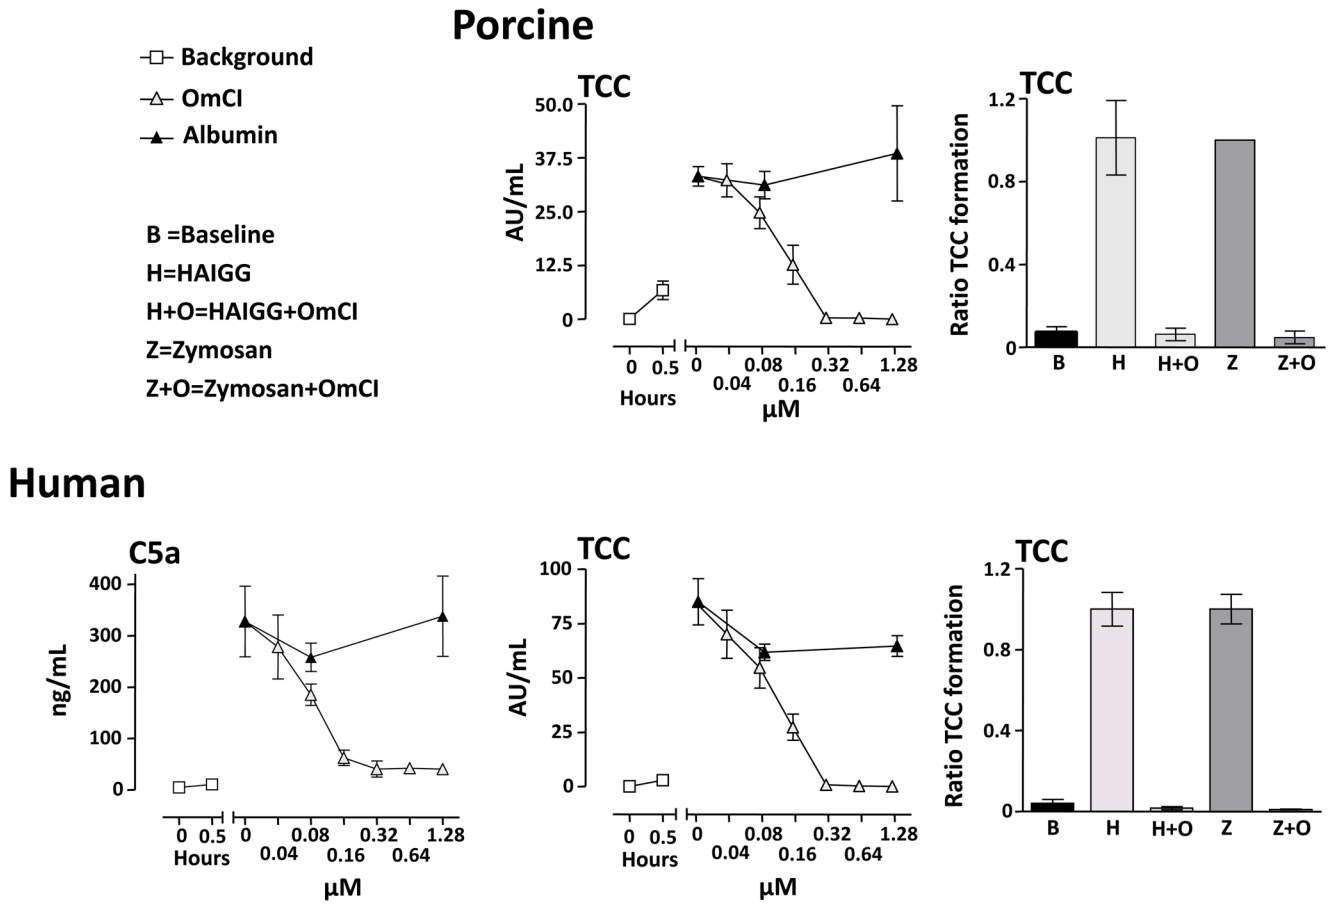 Porcine
Background
OmCI
Albumin
B =Baseline
H=HAIGG
H+O=HAIGG+OmCI
Z=Zymosan
Z+O=Zymosan+OmCI
TCC
AU/mL
50.0
37.5
25.0
12.5
0
0 0.5
Hours
0 0.08 0.32 1.28
0.04 0.16 0.64
µM
TCC
Ratio TCC formation
1.2
0.8
0.4
0
B H H+O Z Z+O
Human
C5a
ng/mL
400
300
200
100
0
0 0.5
Hours
0 0.08 0.32 1.28
0.04 0.16 0.64
µM
TCC
AU/mL
100
75
50
25
0
0 0.5
Hours
0 0.08 0.32 1.28
0.04 0.16 0.64
µM
TCC
Ratio TCC formation
1.2
0.8
0.4
0
B H H+O Z Z+O